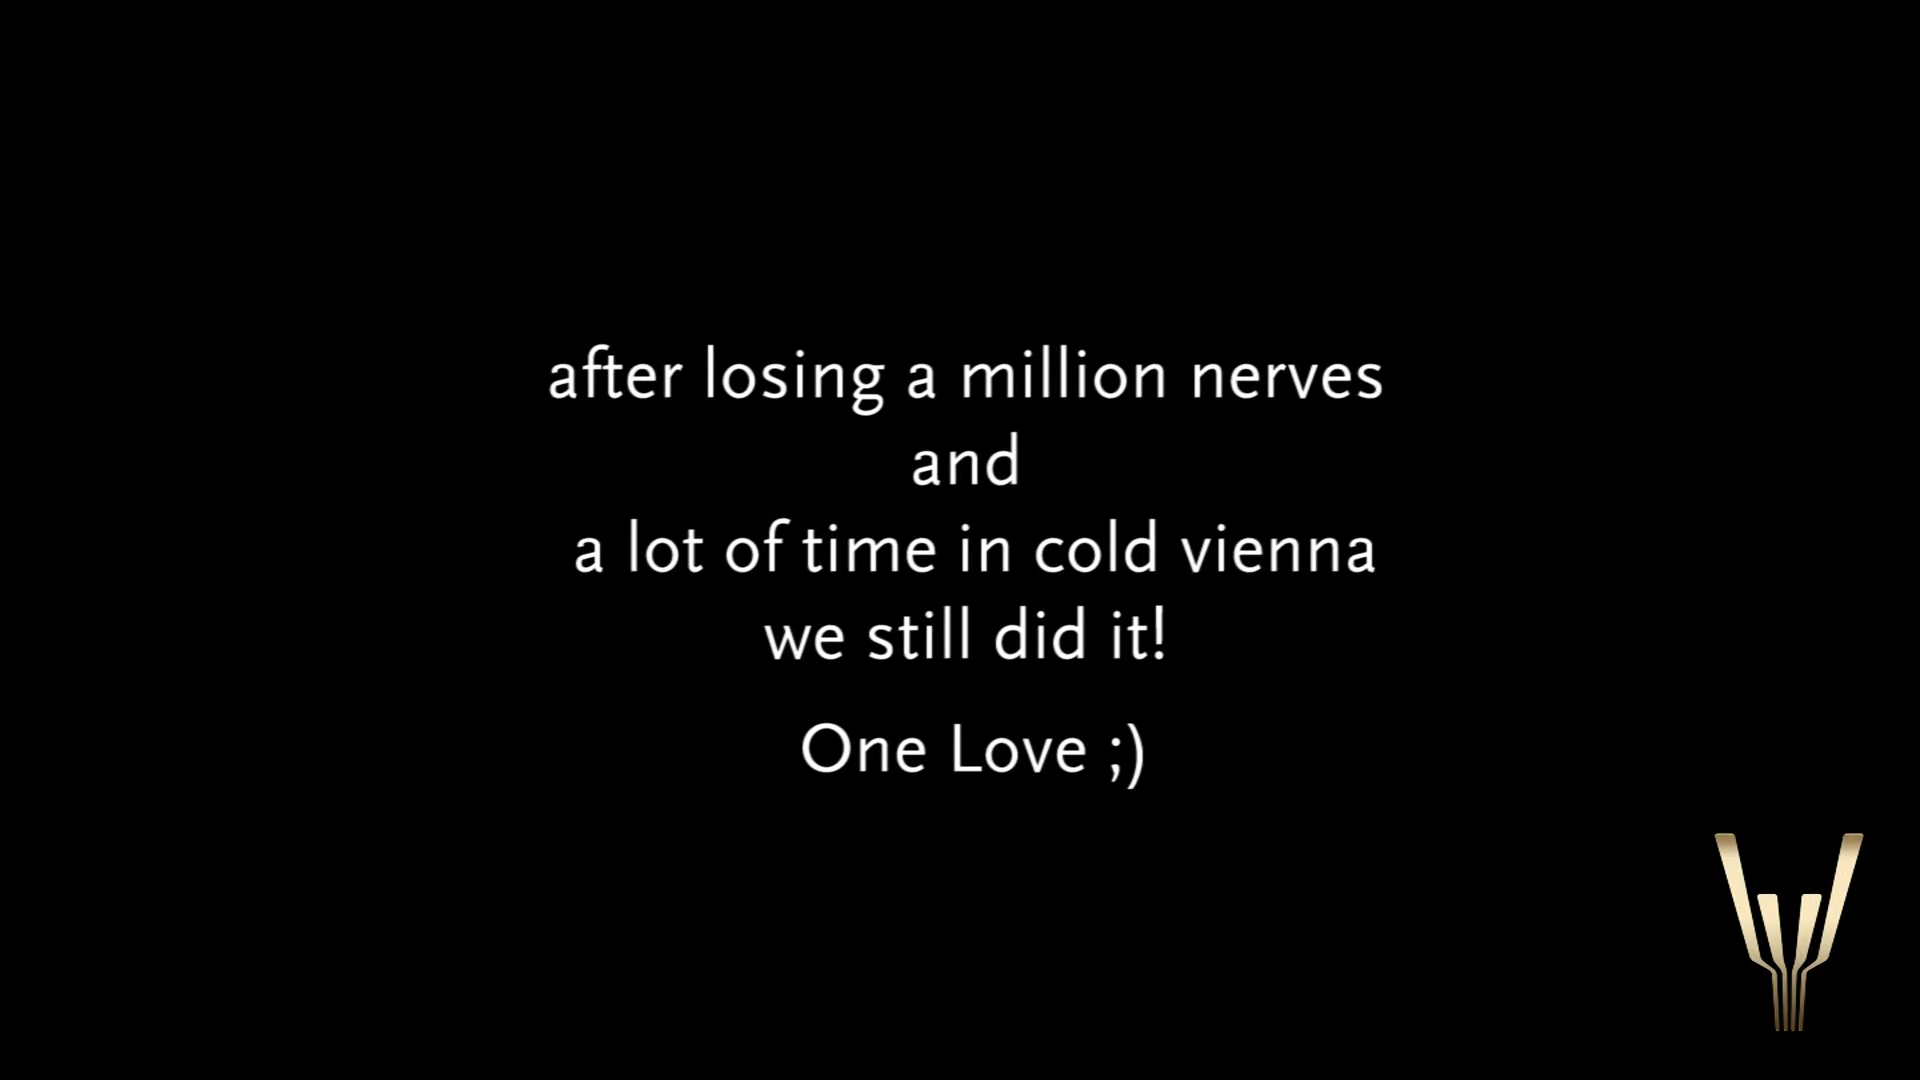 after losing a million nerves
and
a lot of time in cold vienna
we still did it!
One Love ;)